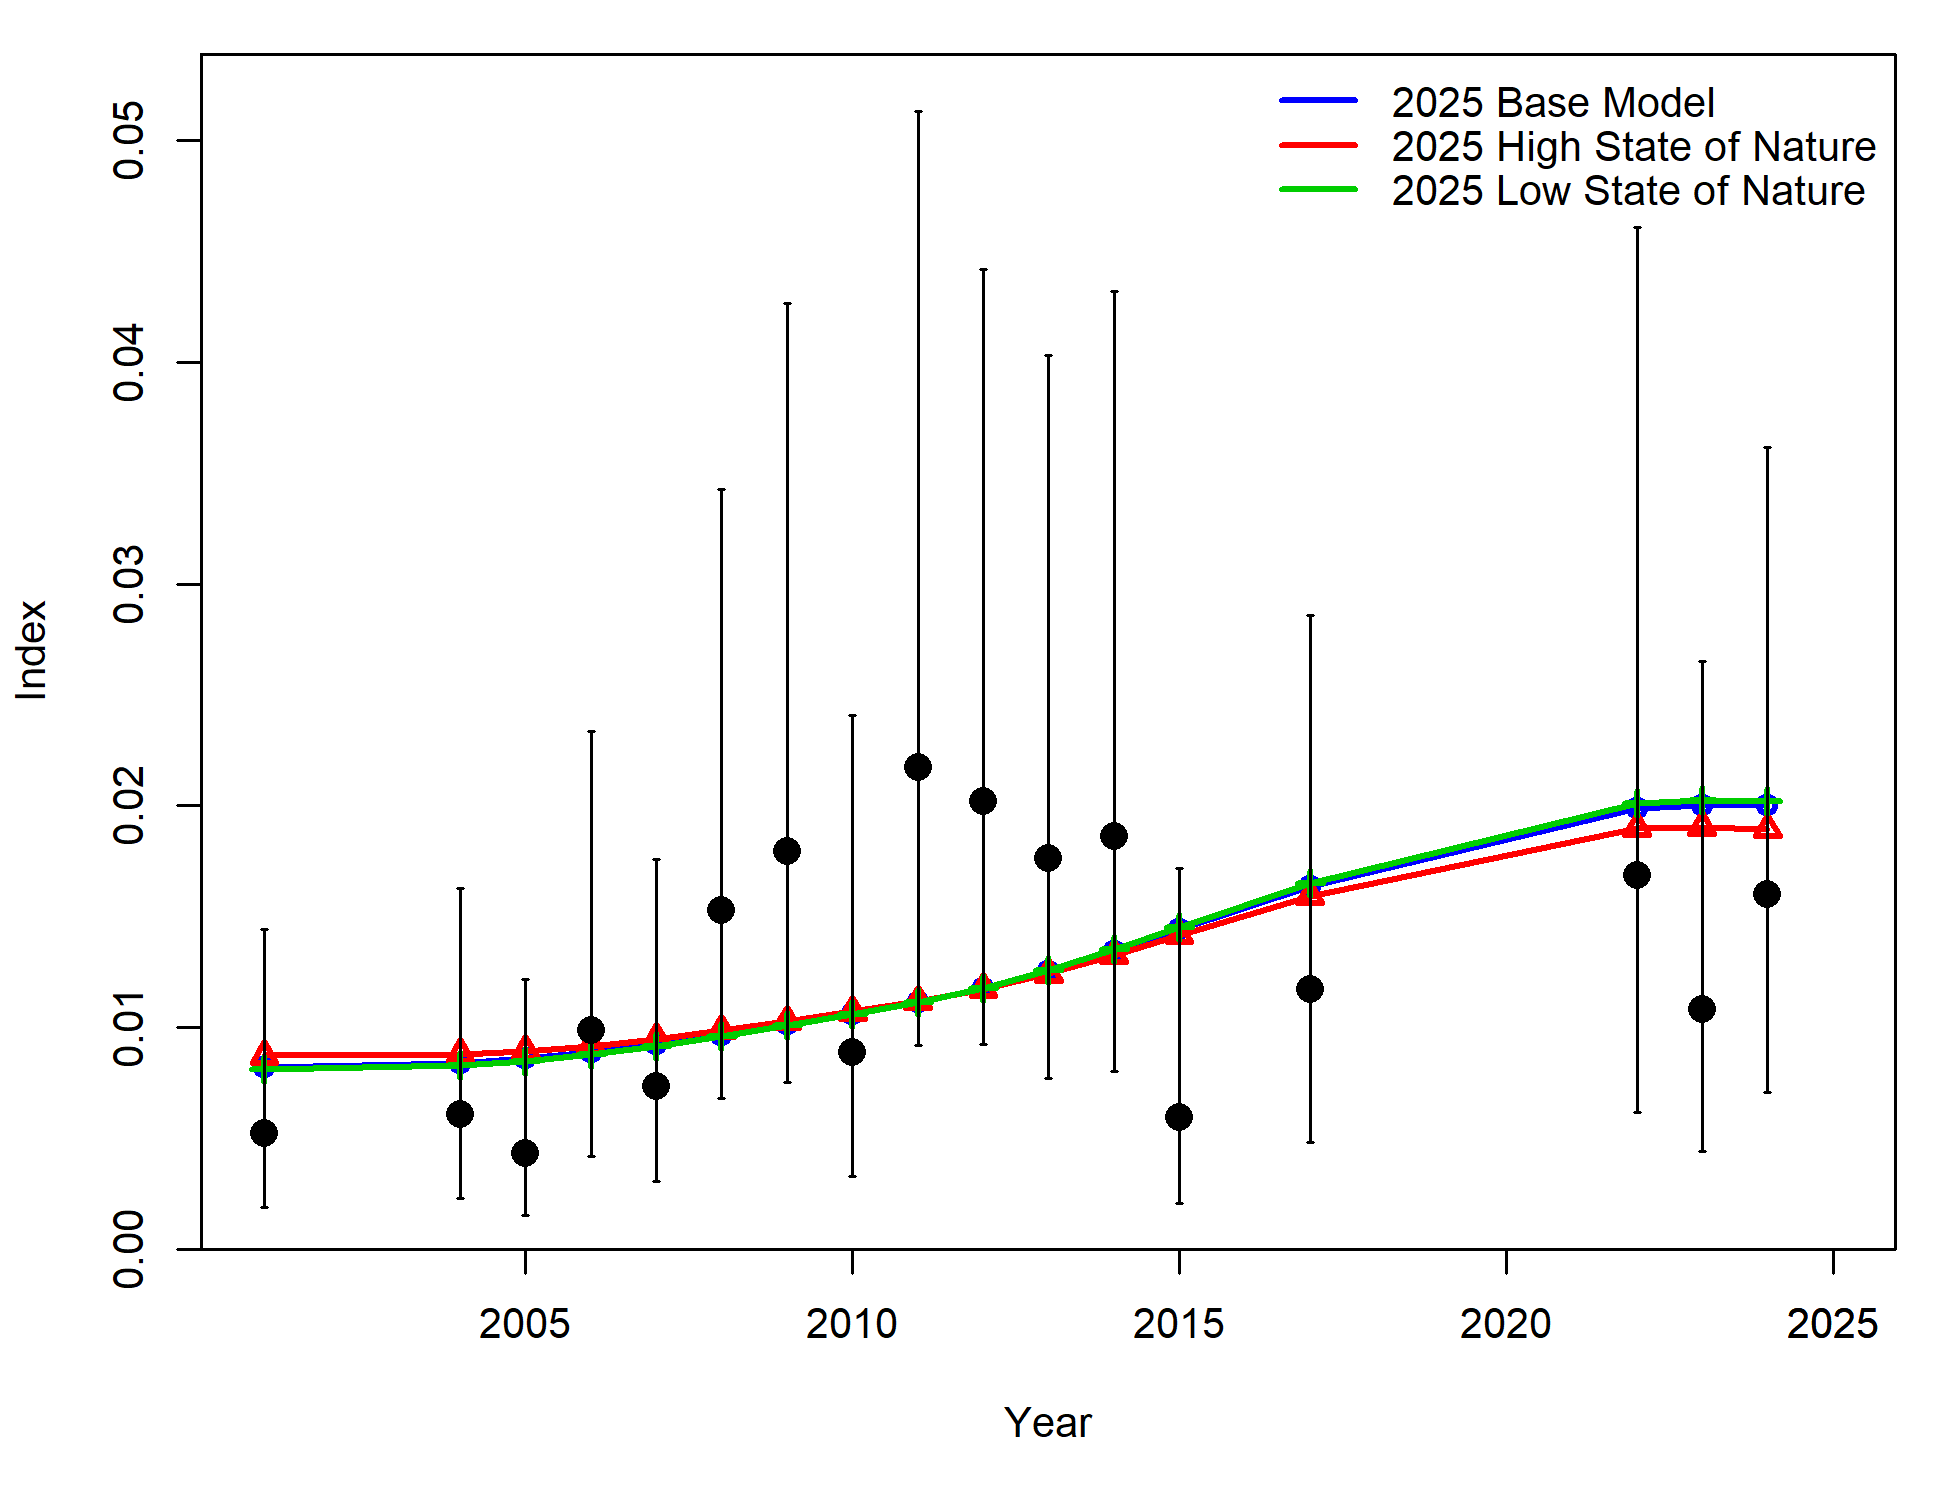 2025 Base Model
2025 High State of Nature
2025 Low State of Nature
0.05
0.04
0.03
0.02
0.01
0.00
Index
2005
2010
2015
2020
2025
Year